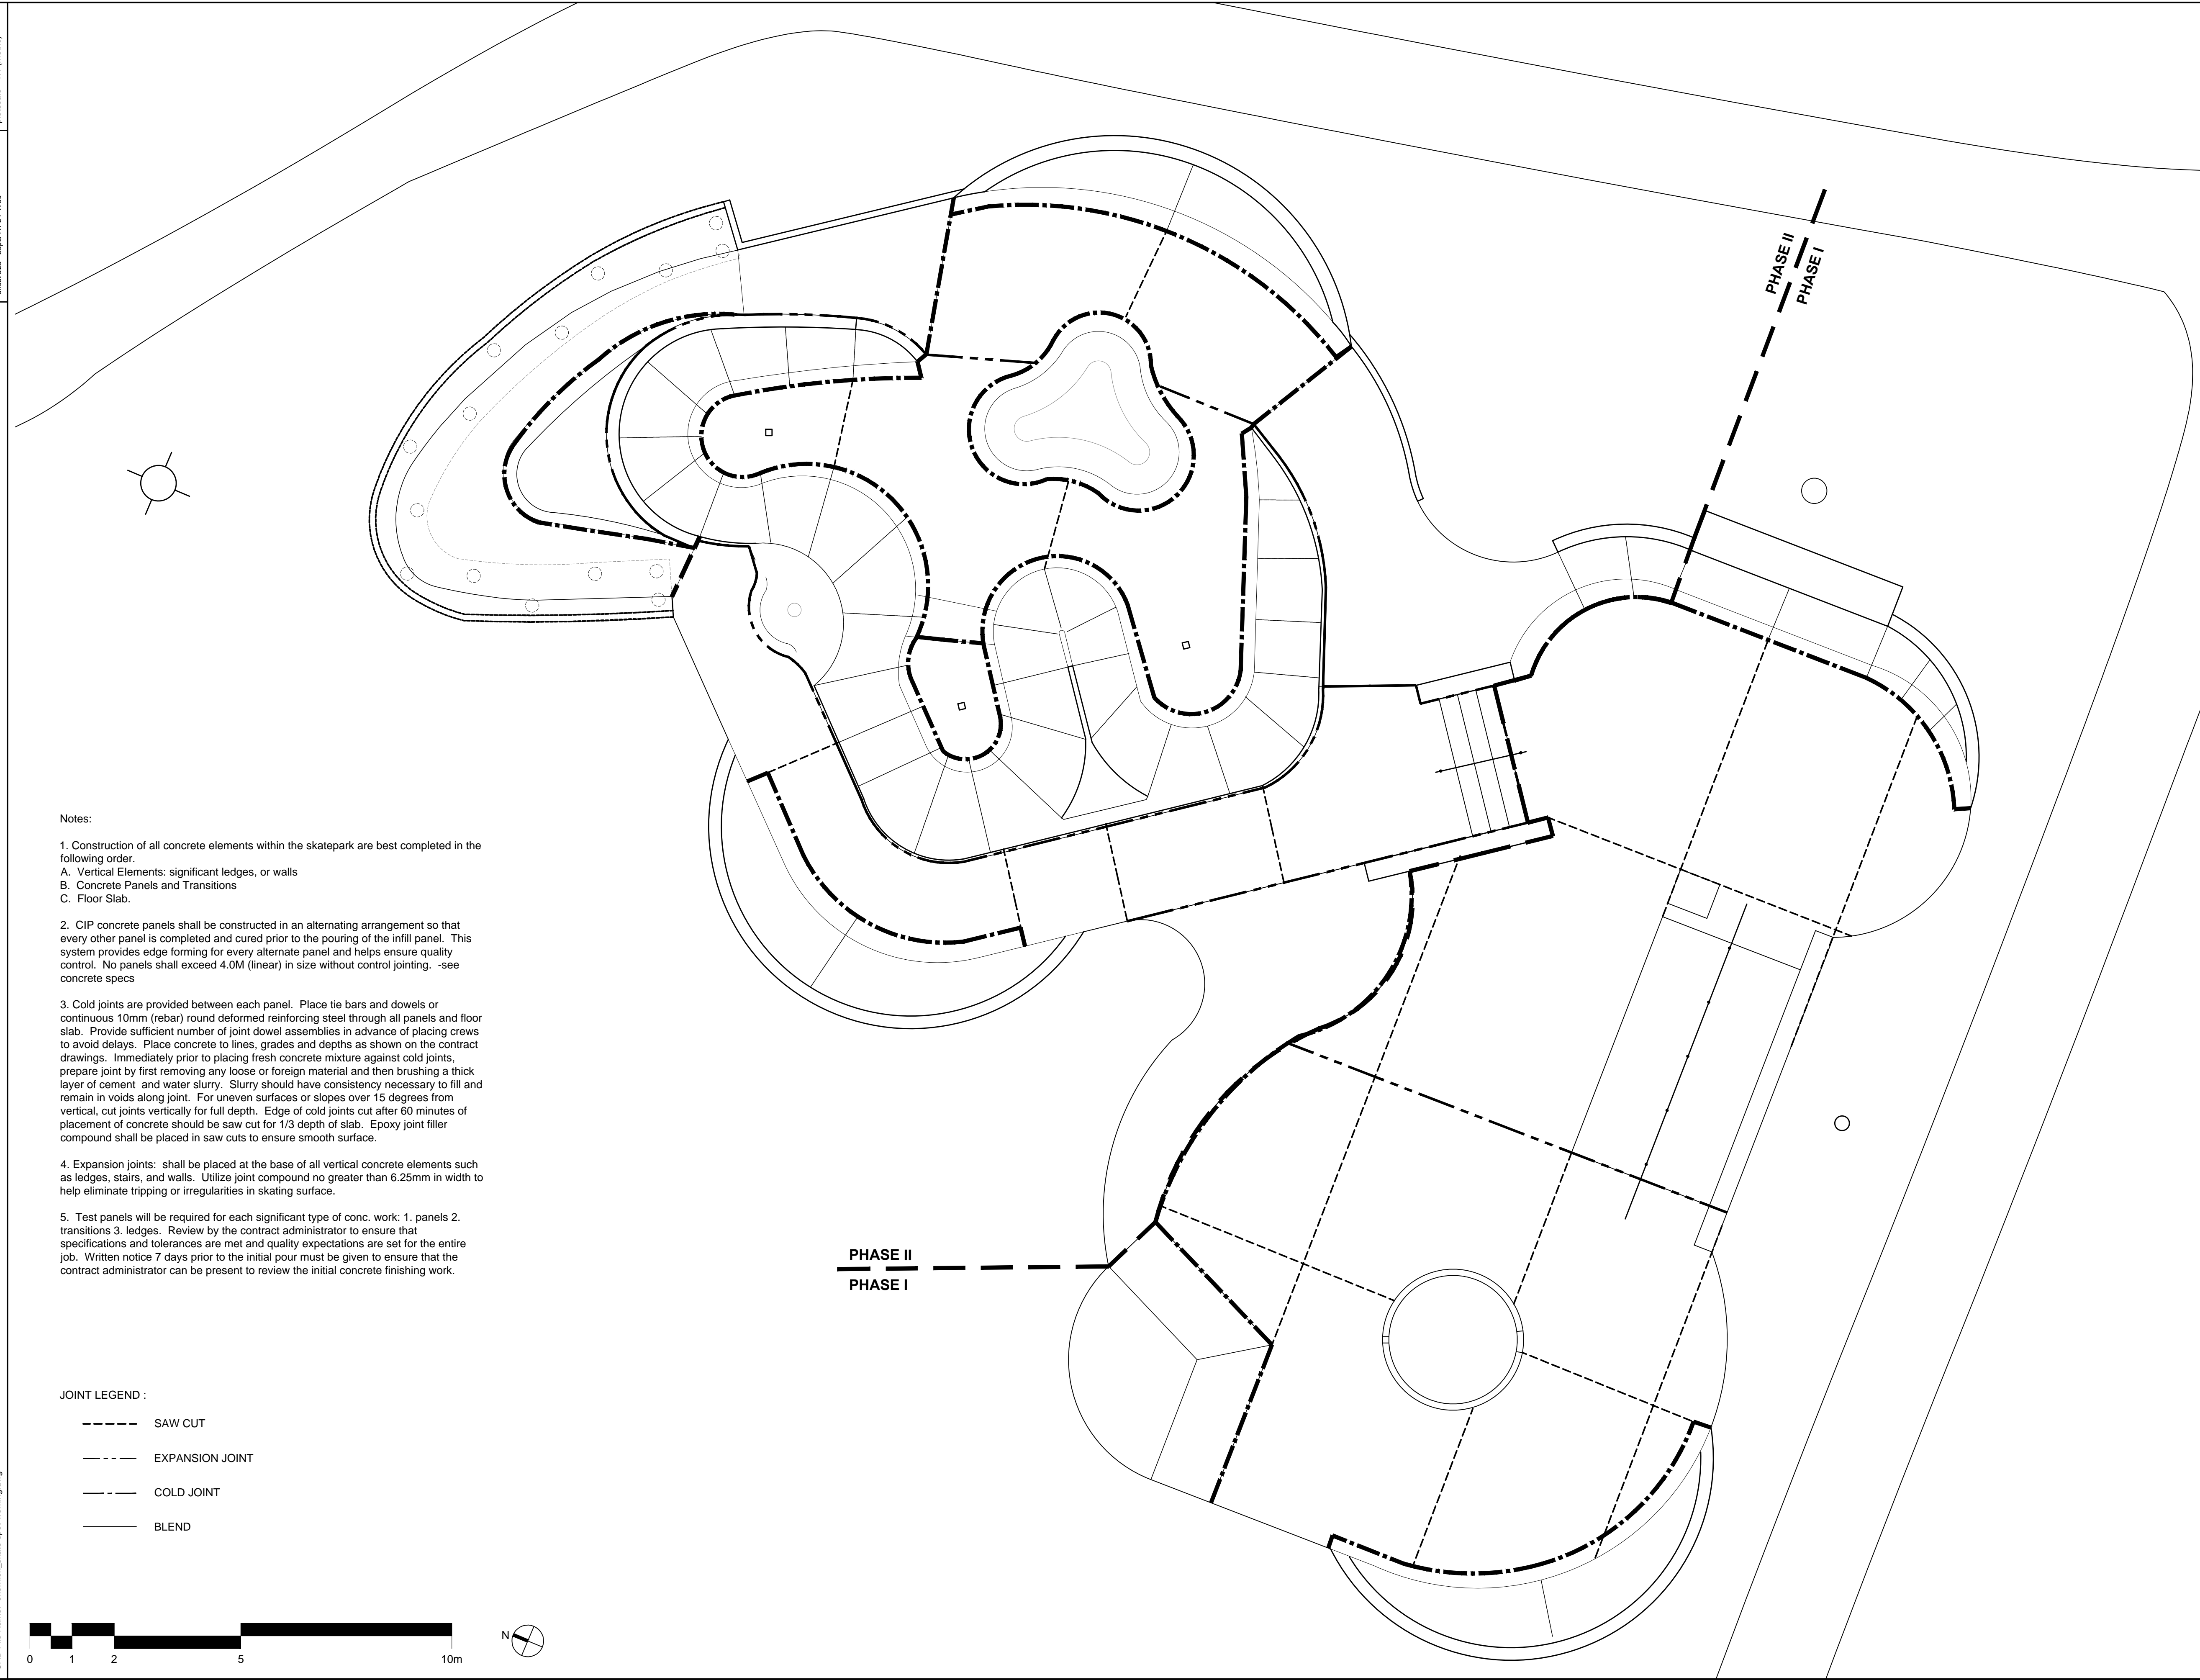 PHASE II
PHASE I
Notes:
1. Construction of all concrete elements within the skatepark are best completed in the
following order.
A. Vertical Elements: significant ledges, or walls
B. Concrete Panels and Transitions
C. Floor Slab.
2. CIP concrete panels shall be constructed in an alternating arrangement so that
every other panel is completed and cured prior to the pouring of the infill panel. This
system provides edge forming for every alternate panel and helps ensure quality
control. No panels shall exceed 4.0M (linear) in size without control jointing. -see
concrete specs
3. Cold joints are provided between each panel. Place tie bars and dowels or
continuous 10mm (rebar) round deformed reinforcing steel through all panels and floor
slab. Provide sufficient number of joint dowel assemblies in advance of placing crews
to avoid delays. Place concrete to lines, grades and depths as shown on the contract
drawings. Immediately prior to placing fresh concrete mixture against cold joints,
prepare joint by first removing any loose or foreign material and then brushing a thick
layer of cement and water slurry. Slurry should have consistency necessary to fill and
remain in voids along joint. For uneven surfaces or slopes over 15 degrees from
vertical, cut joints vertically for full depth. Edge of cold joints cut after 60 minutes of
placement of concrete should be saw cut for 1/3 depth of slab. Epoxy joint filler
compound shall be placed in saw cuts to ensure smooth surface.
4. Expansion joints: shall be placed at the base of all vertical concrete elements such
as ledges, stairs, and walls. Utilize joint compound no greater than 6.25mm in width to
help eliminate tripping or irregularities in skating surface.
5. Test panels will be required for each significant type of conc. work: 1. panels 2.
transitions 3. ledges. Review by the contract administrator to ensure that
specifications and tolerances are met and quality expectations are set for the entire
job. Written notice 7 days prior to the initial pour must be given to ensure that the
contract administrator can be present to review the initial concrete finishing work.
PHASE II
PHASE I
JOINT LEGEND :
SAW CUT
EXPANSION JOINT
COLD JOINT
BLEND
N
0 1 2 5 10m